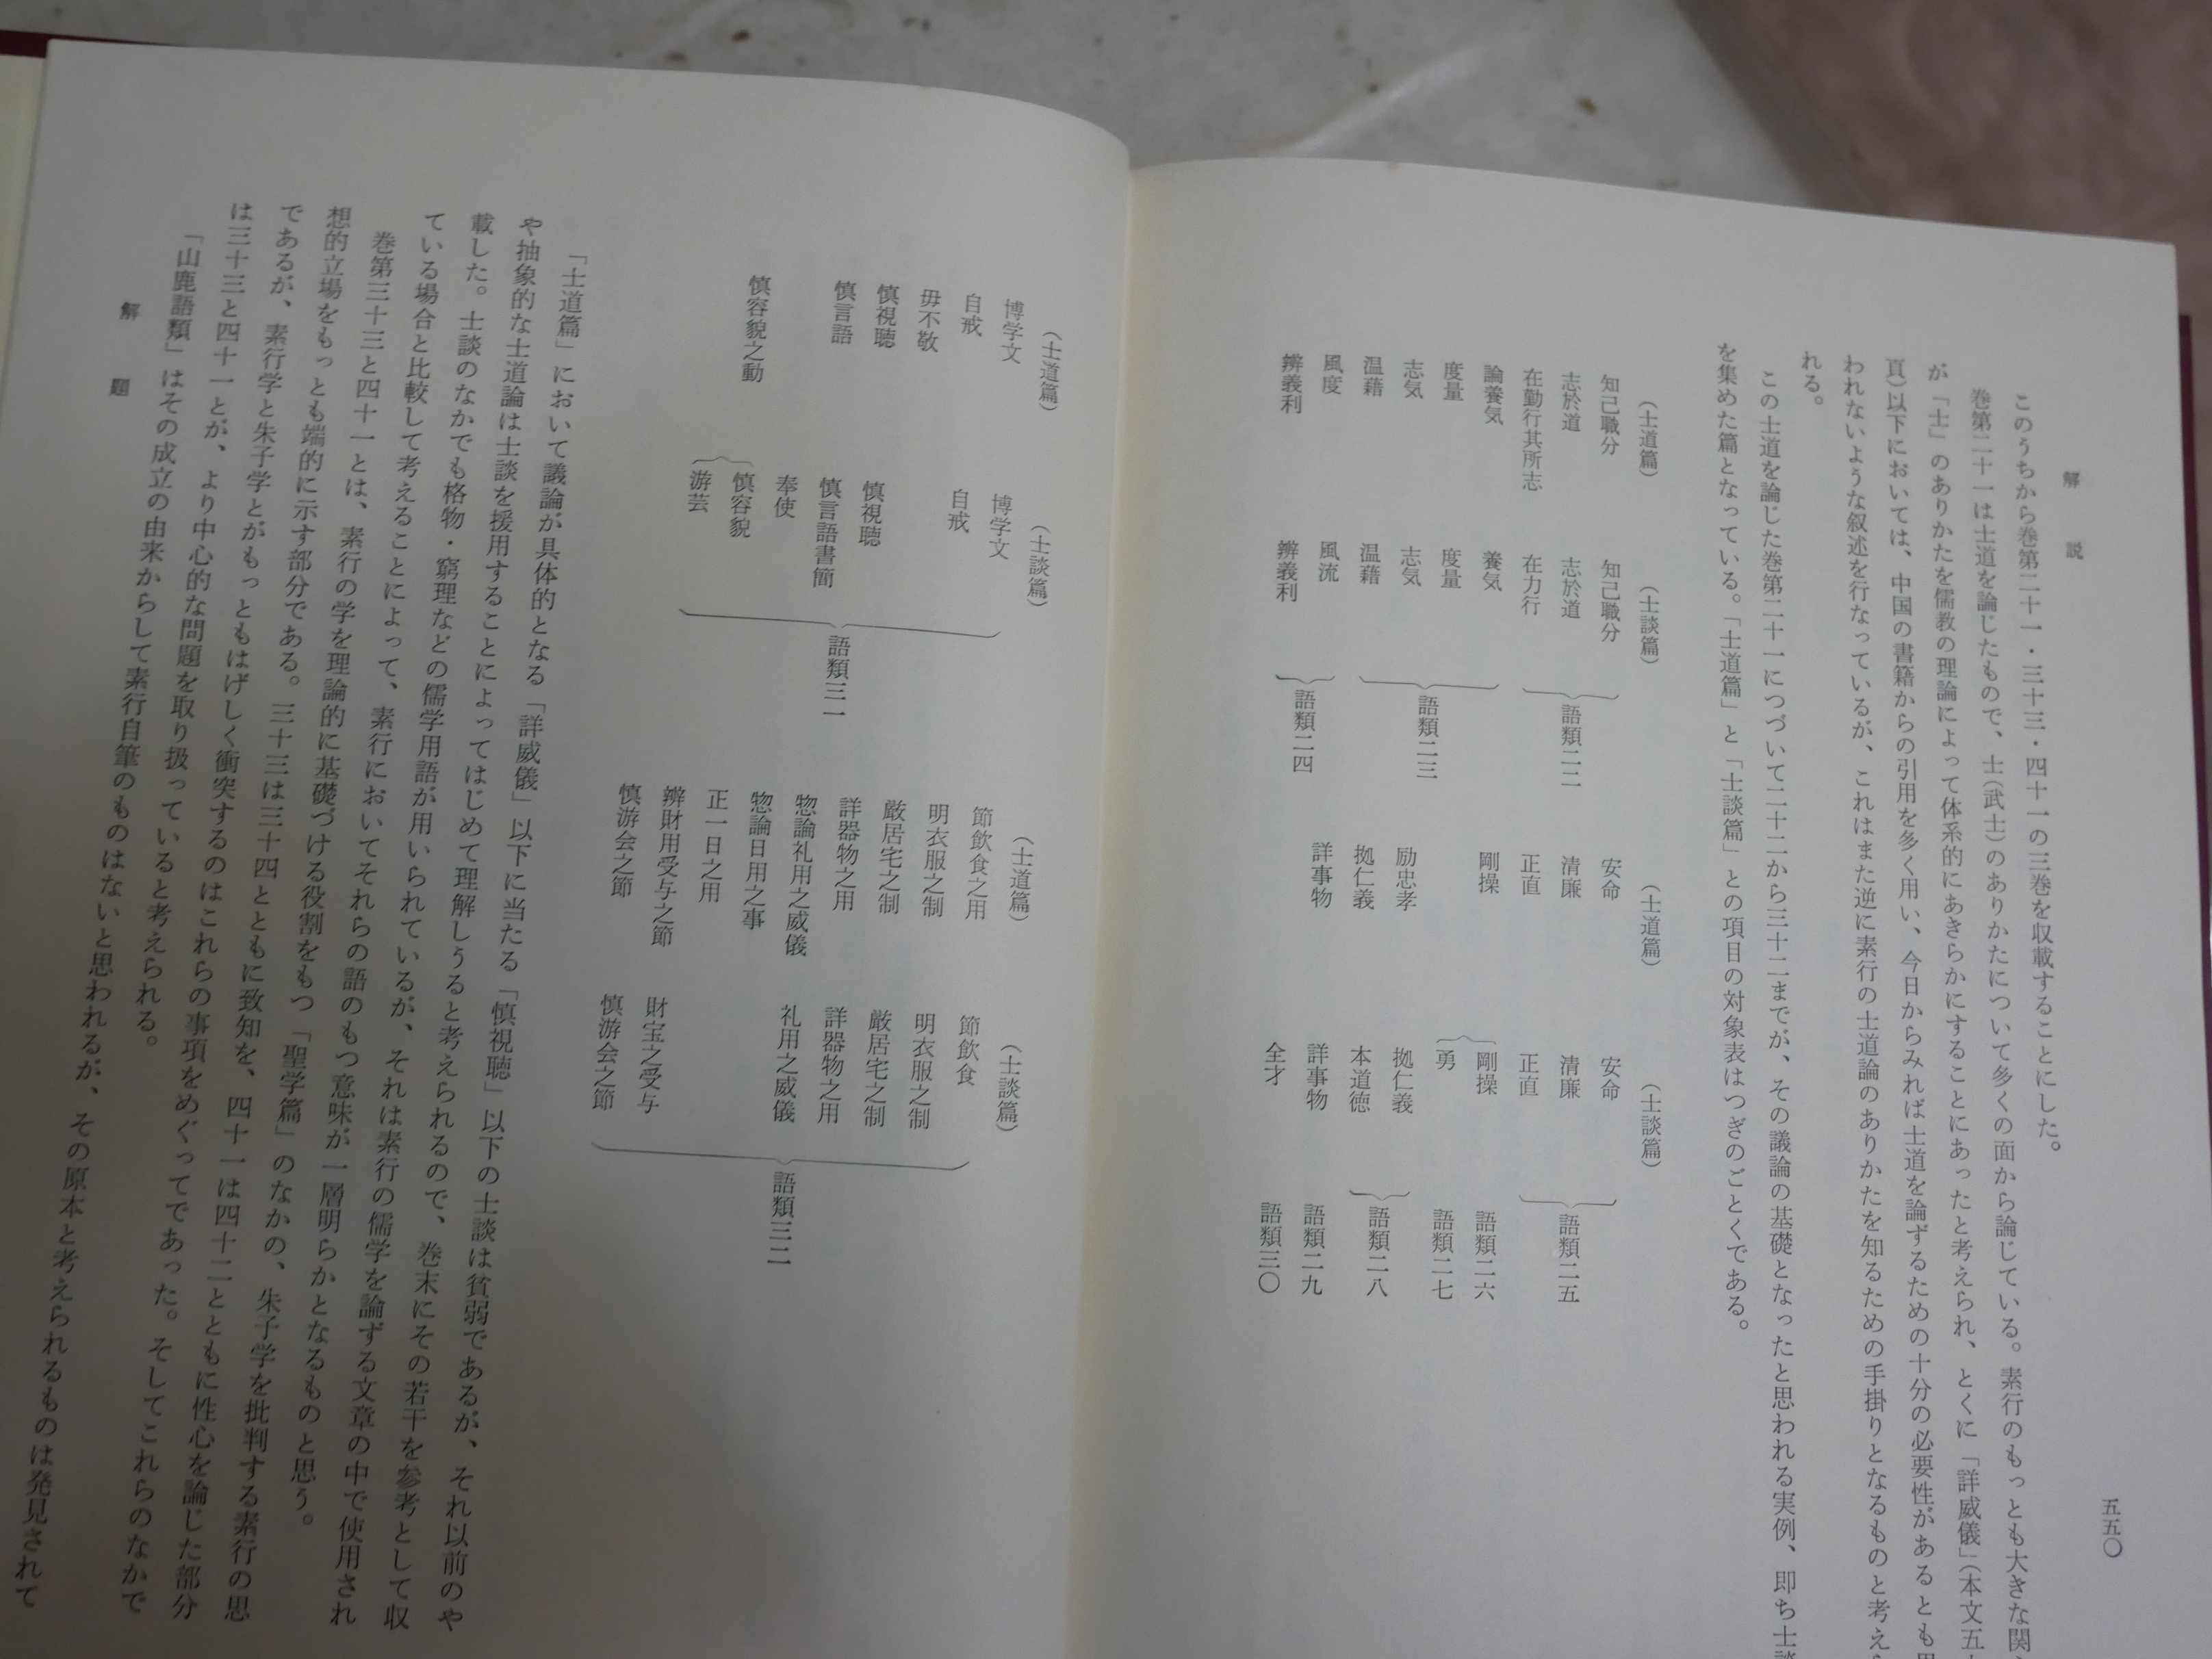 解説
五五〇
このうちから巻第二十一・三十三・四十一の三巻を収載することにした。
巻第二十一は士道を論じたもので、士(武士)のありかたについて多くの面から論じている。素行のもっとも大きな関
が「士」のありかたを儒教の理論によって体系的にあきらかにすることにあったと考えられ、とくに「詳威儀」(本文五
頁)以下においては、中国の書籍からの引用を多く用い、今日からみれば士道を論ずるための十分の必要性があるとも
われないような叙述を行なっているが、これはまた逆に素行の士道論のありかたを知るための手掛りとなるものと考え
れる。
この士道を論じた巻第二十一につづいて二十二から三十二までが、その議論の基礎となったと思われる実例、即ち士談
を集めた篇となっている。「士道篇」と「士談篇」との項目の対象表はつぎのごとくである。
(士道篇) (士談篇)
知己職分 知己職分
志於道 志於道
在勤行其所志 在力行
語類二二
論養気 養気
度量 度量
志気 志気
温藉 温藉
語類二三
風度 風流
辨義利 辨義利
語類二四
(士道篇) (士談篇)
安命 安命
清廉 清廉
正直 正直
語類二五
剛操 剛操 語類二六
勇 語類二七
励忠孝 拠仁義
拠仁義 本道徳
語類二八
詳事物 詳事物 語類二九
全才 語類三〇
(士道篇) (士談篇)
博学文 博学文
自戒 自戒
毋不敬
慎視聴 慎視聴
慎言語 慎言語書簡
奉使
慎容貌之動 慎容貌
游芸
語類三一
(士道篇) (士談篇)
節飲食之用 節飲食
明衣服之制 明衣服之制
厳居宅之制 厳居宅之制
詳器物之用 詳器物之用
惣論礼用之威儀 礼用之威儀
惣論日用之事
正一日之用
辨財用受与之節 財宝之受与
慎游会之節 慎游会之節
語類三二
「士道篇」において議論が具体的となる「詳威儀」以下に当たる「慎視聴」以下の士談は貧弱であるが、それ以前のや
や抽象的な士道論は士談を援用することによってはじめて理解しうると考えられるので、巻末にその若干を参考として収
載した。士談のなかでも格物・窮理などの儒学用語が用いられているが、それは素行の儒学を論ずる文章の中で使用され
ている場合と比較して考えることによって、素行においてそれらの語のもつ意味が一層明らかとなるものと思う。
巻第三十三と四十一とは、素行の学を理論的に基礎づける役割をもつ「聖学篇」のなかの、朱子学を批判する素行の思
想的立場をもっとも端的に示す部分である。三十三は三十四とともに致知を、四十一は四十二とともに性心を論じた部分
であるが、素行学と朱子学とがもっともはげしく衝突するのはこれらの事項をめぐってであった。そしてこれらのなかで
は三十三と四十一とが、より中心的な問題を取り扱っていると考えられる。
「山鹿語類」はその成立の由来からして素行自筆のものはないと思われるが、その原本と考えられるものは発見されて
解題